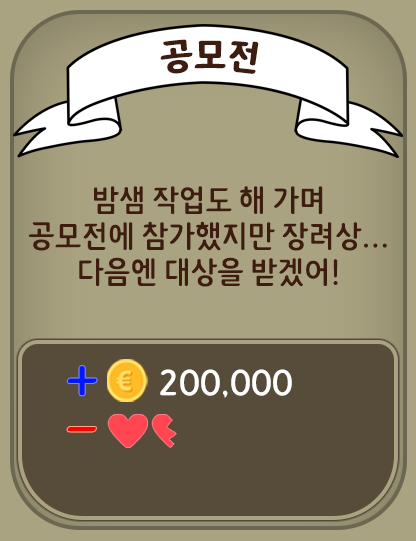 공모전
밤샘 작업도 해 가며
공모전에 참가했지만 장려상...
다음엔 대상을 받겠어!
+ € 200,000
-